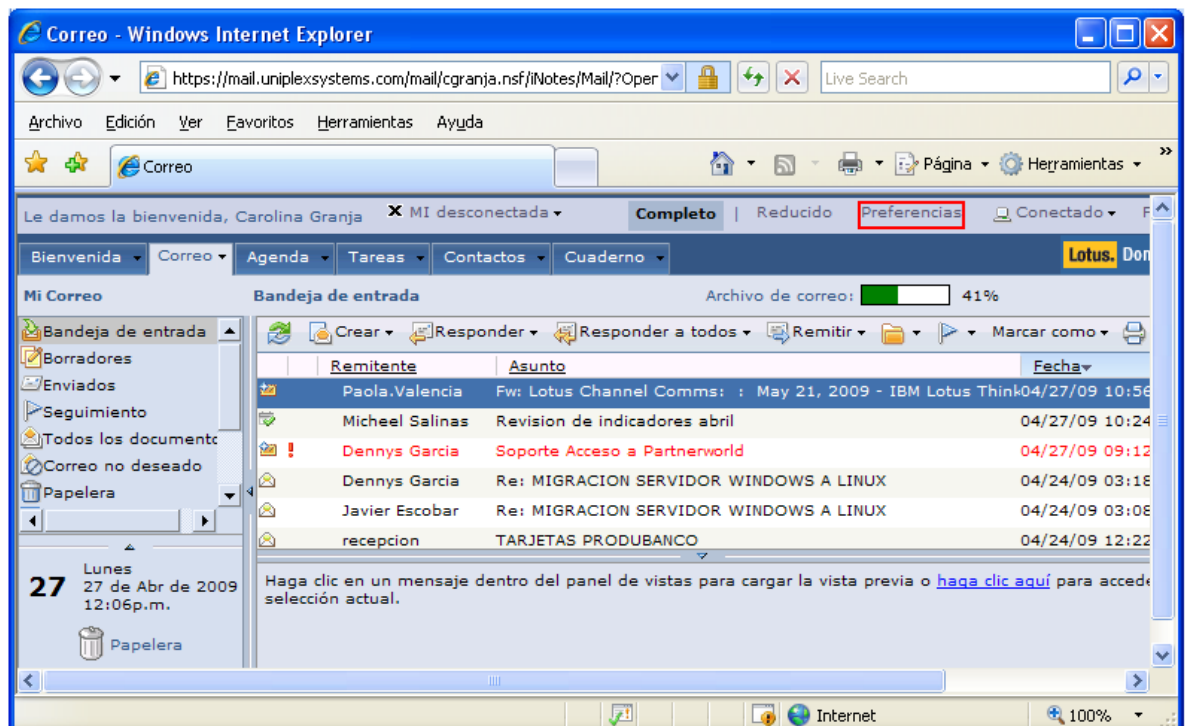 Correo - Windows Internet Explorer
https://mail.uniplexsystems.com/mail/cgranja.nsf/iNotes/Mail/?Oper
Live Search
Archivo Edición Ver Favoritos Herramientas Ayuda
Correo
Página Herramientas »
Le damos la bienvenida, Carolina Granja X MI desconectada Completo | Reducido Preferencias Conectado
Bienvenida Correo Agenda Tareas Contactos Cuaderno Lotus. Don
Mi Correo Bandeja de entrada Archivo de correo: 41%
Crear Responder Responder a todos Remitir Marcar como
Bandeja de entrada
Borradores
Enviados
Seguimiento
Todos los documento
Correo no deseado
Papelera
Remitente Asunto Fecha
Paola.Valencia Fw: Lotus Channel Comms: : May 21, 2009 - IBM Lotus Think 04/27/09 10:56
Micheel Salinas Revision de indicadores abril 04/27/09 10:24
! Dennys Garcia Soporte Acceso a Partnerworld 04/27/09 09:12
Dennys Garcia Re: MIGRACION SERVIDOR WINDOWS A LINUX 04/24/09 03:18
Javier Escobar Re: MIGRACION SERVIDOR WINDOWS A LINUX 04/24/09 03:08
recepcion TARJETAS PRODUBANCO 04/24/09 12:22
27
Lunes
27 de Abr de 2009
12:06p.m.
Papelera
Haga clic en un mensaje dentro del panel de vistas para cargar la vista previa o haga clic aquí para accede
selección actual.
Internet 100%